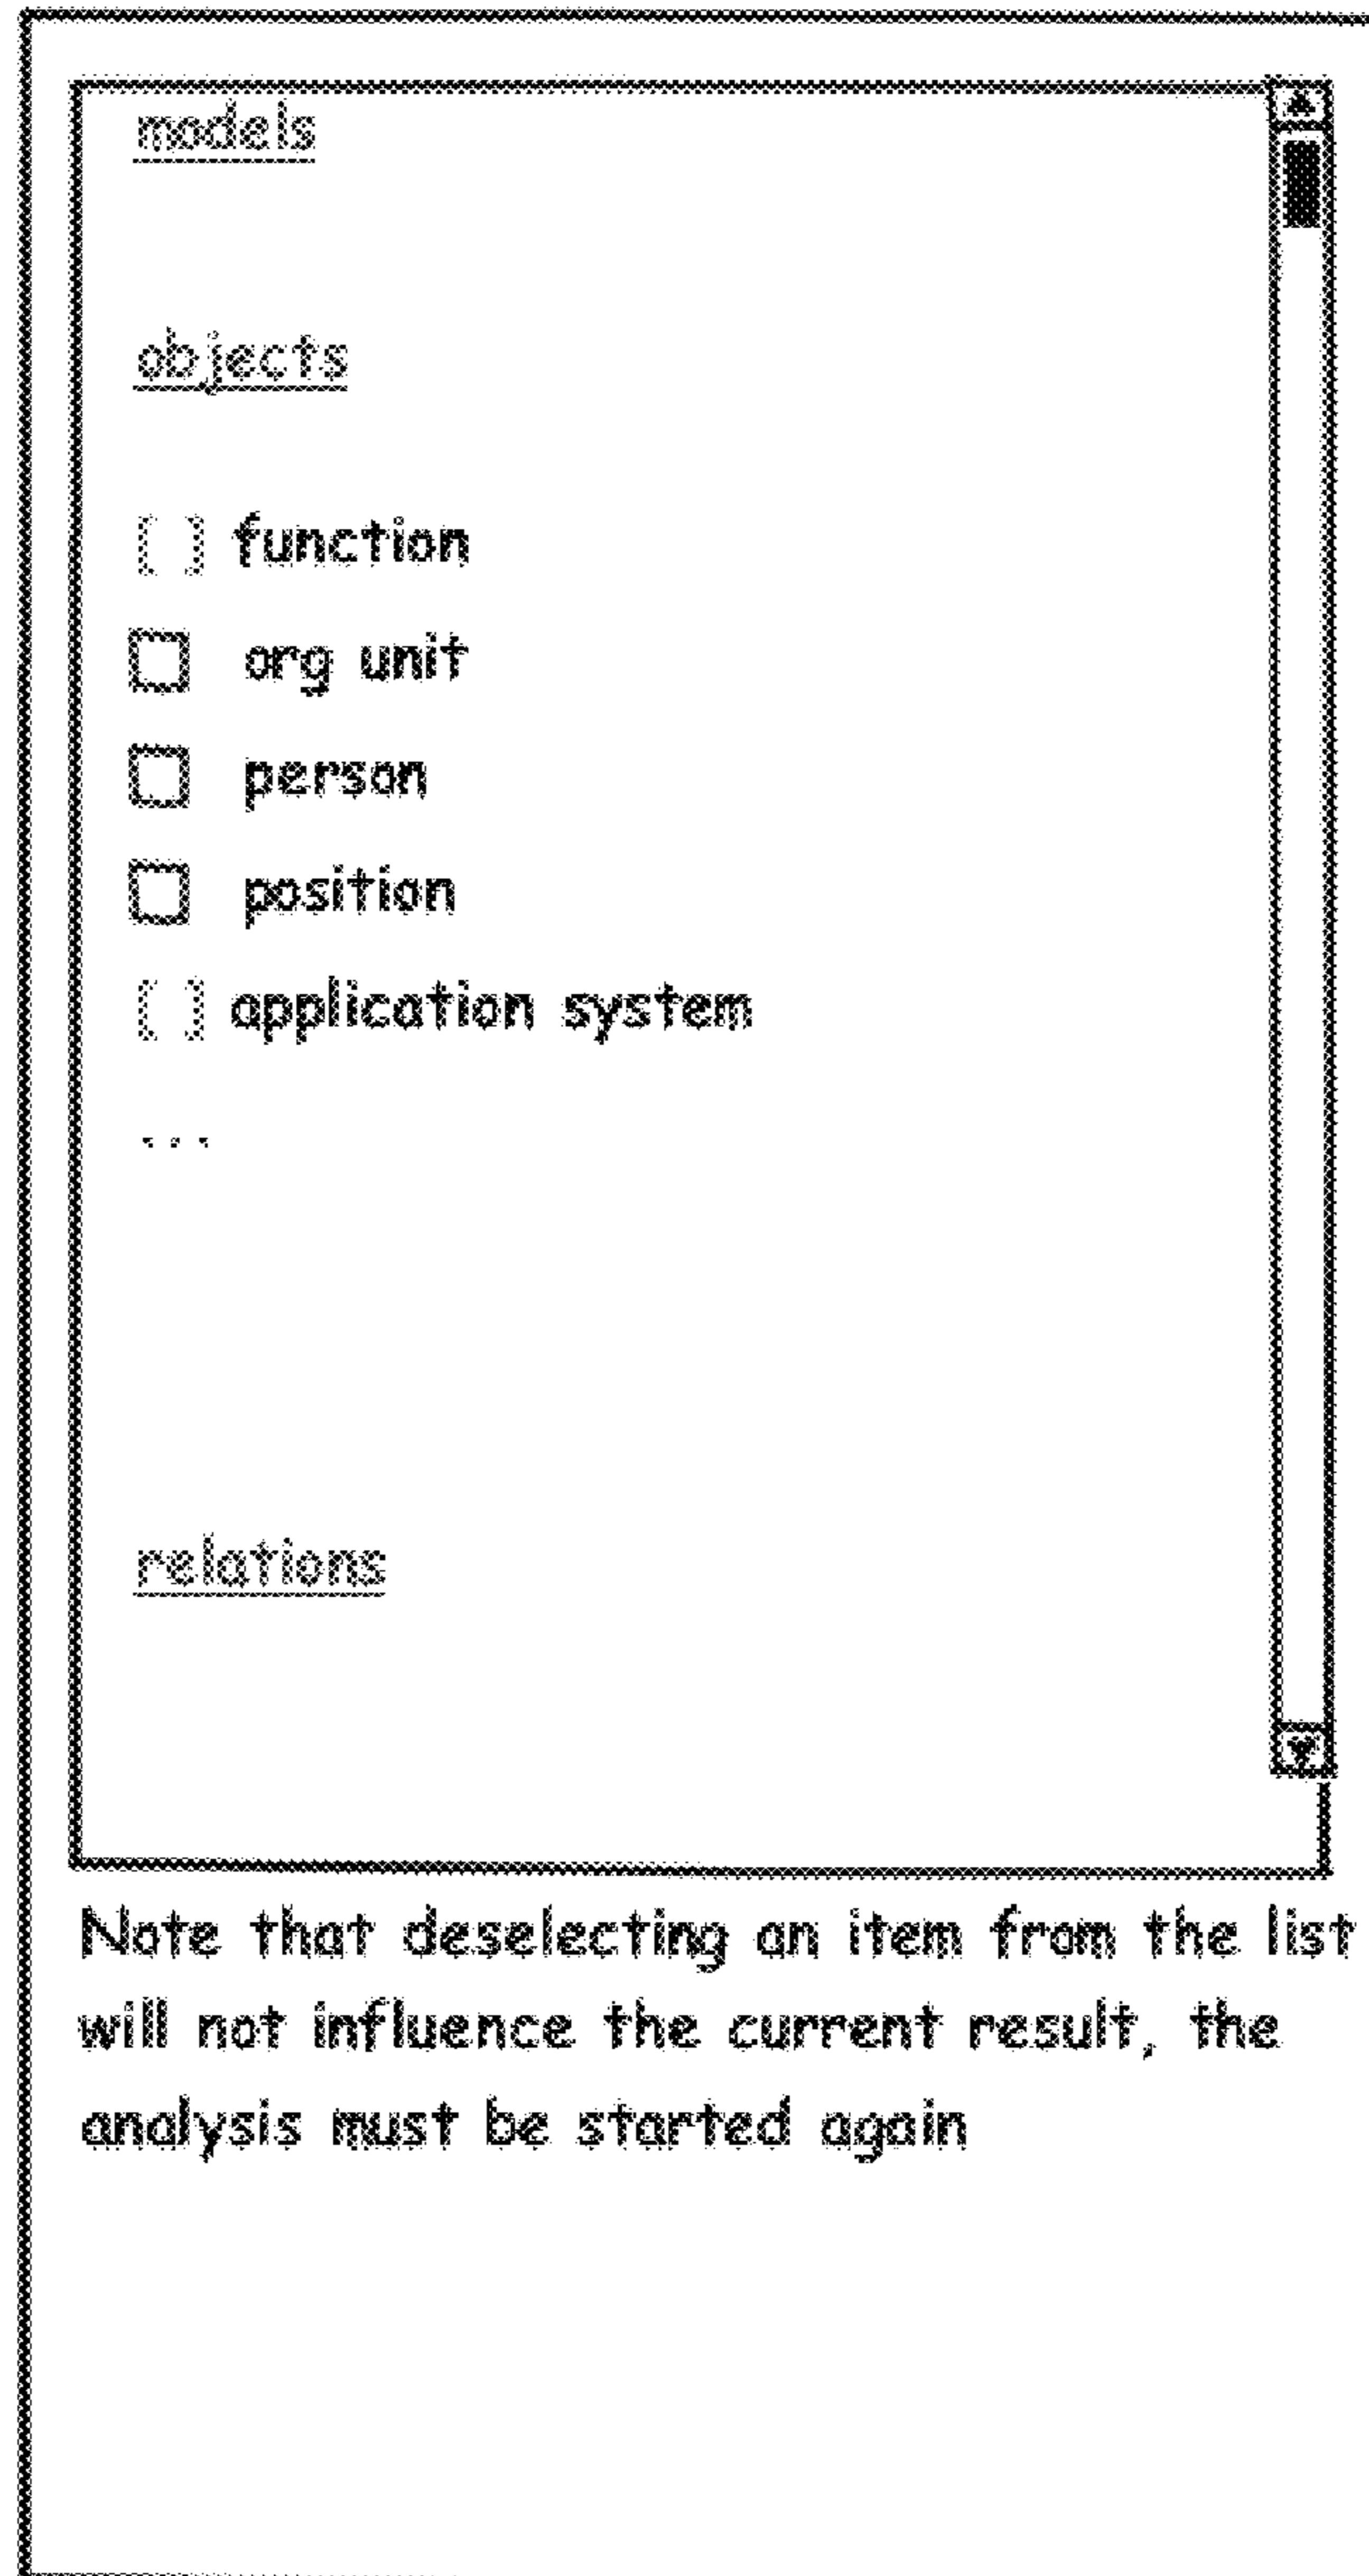 models
objects
[ ] function
org unit
person
position
[ ] application system
...
relations
Note that deselecting an item from the list
will not influence the current result, the
analysis must be started again